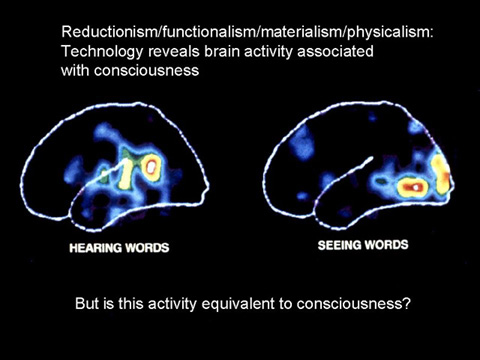 Reductionism/functionalism/materialism/physicalism:
Technology reveals brain activity associated
with consciousness
HEARING WORDS
SEEING WORDS
But is this activity equivalent to consciousness?